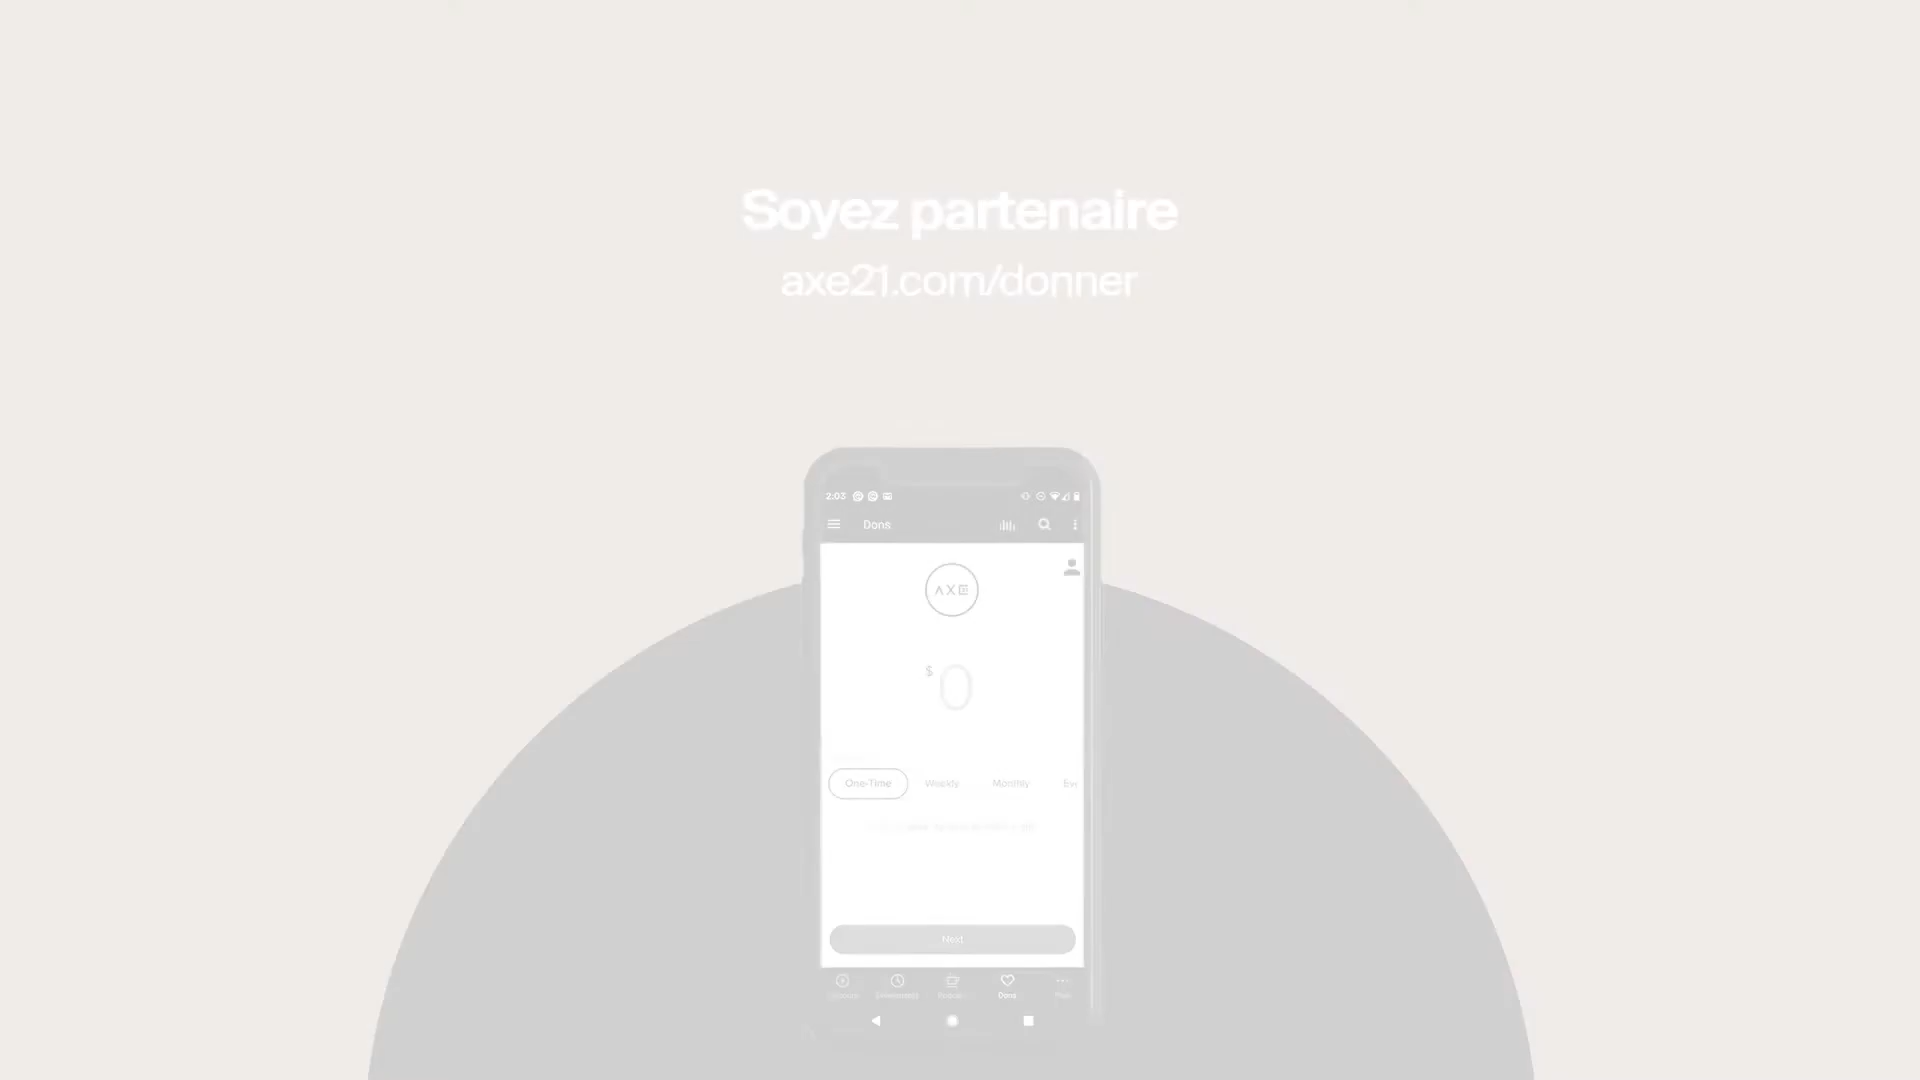 Soyez partenaire
axe21.com/donner
2:03
Dons
AXE
$ 0
One-Time Weekly Monthly
Next
Dons